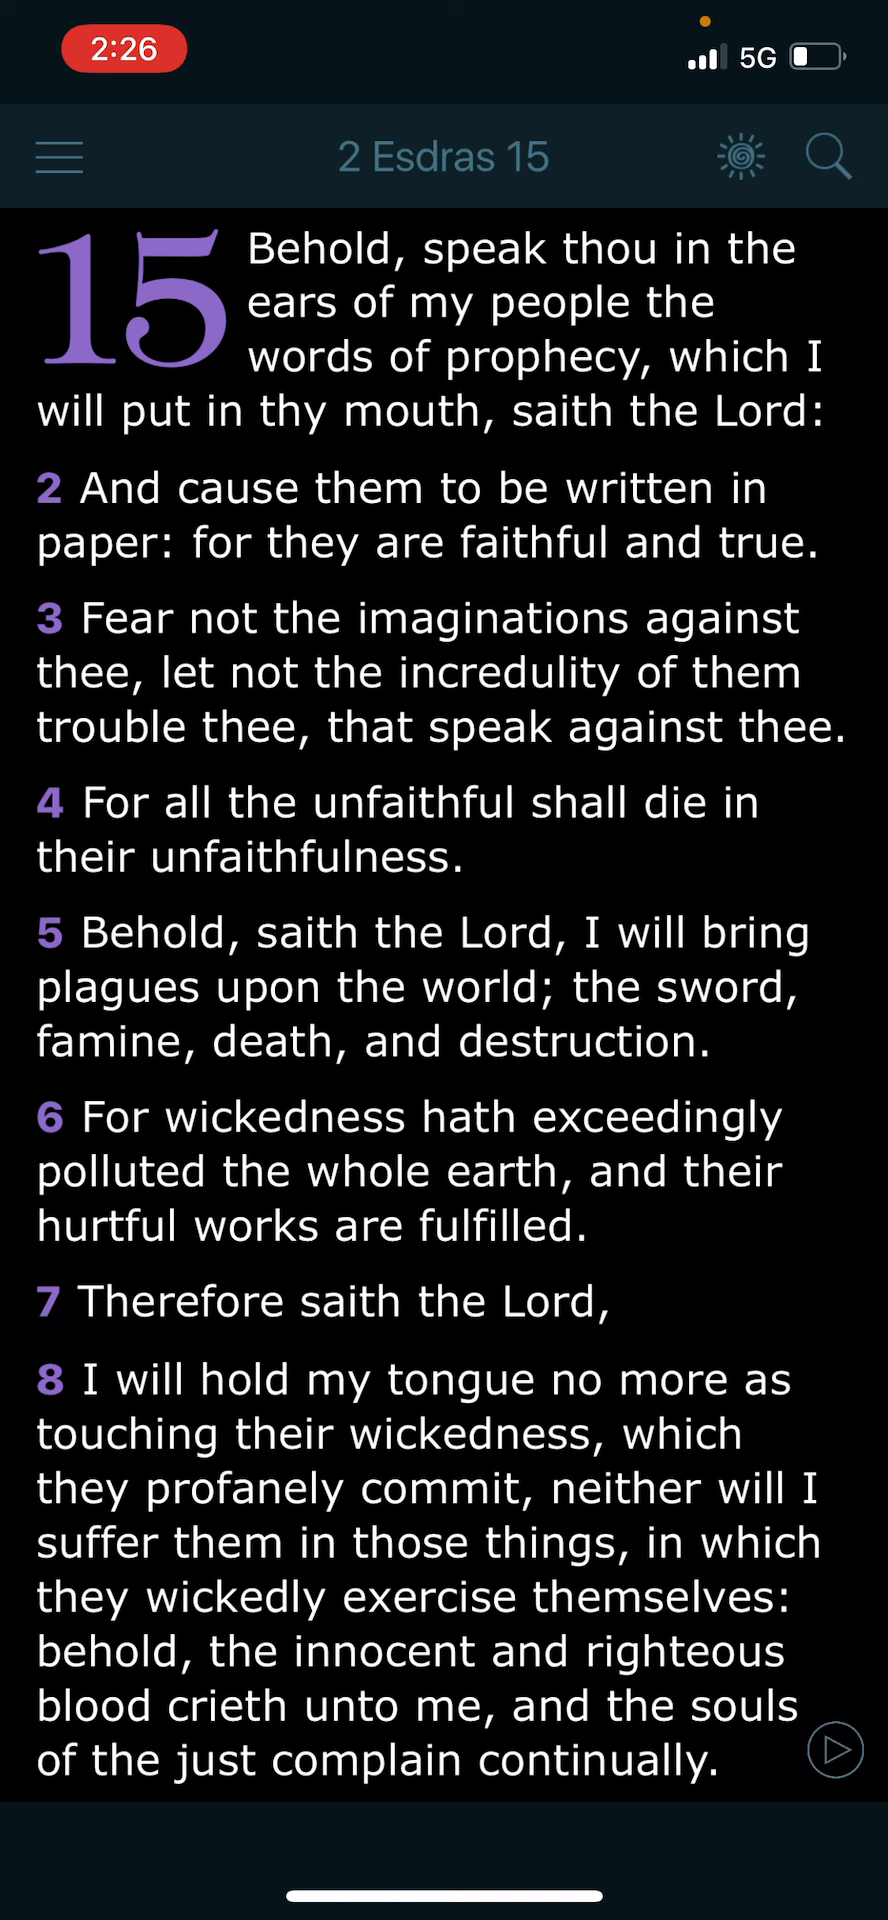 2:26
5G
2 Esdras 15
15 Behold, speak thou in the
ears of my people the
words of prophecy, which I
will put in thy mouth, saith the Lord:
2 And cause them to be written in
paper: for they are faithful and true.
3 Fear not the imaginations against
thee, let not the incredulity of them
trouble thee, that speak against thee.
4 For all the unfaithful shall die in
their unfaithfulness.
5 Behold, saith the Lord, I will bring
plagues upon the world; the sword,
famine, death, and destruction.
6 For wickedness hath exceedingly
polluted the whole earth, and their
hurtful works are fulfilled.
7 Therefore saith the Lord,
8 I will hold my tongue no more as
touching their wickedness, which
they profanely commit, neither will I
suffer them in those things, in which
they wickedly exercise themselves:
behold, the innocent and righteous
blood crieth unto me, and the souls
of the just complain continually.